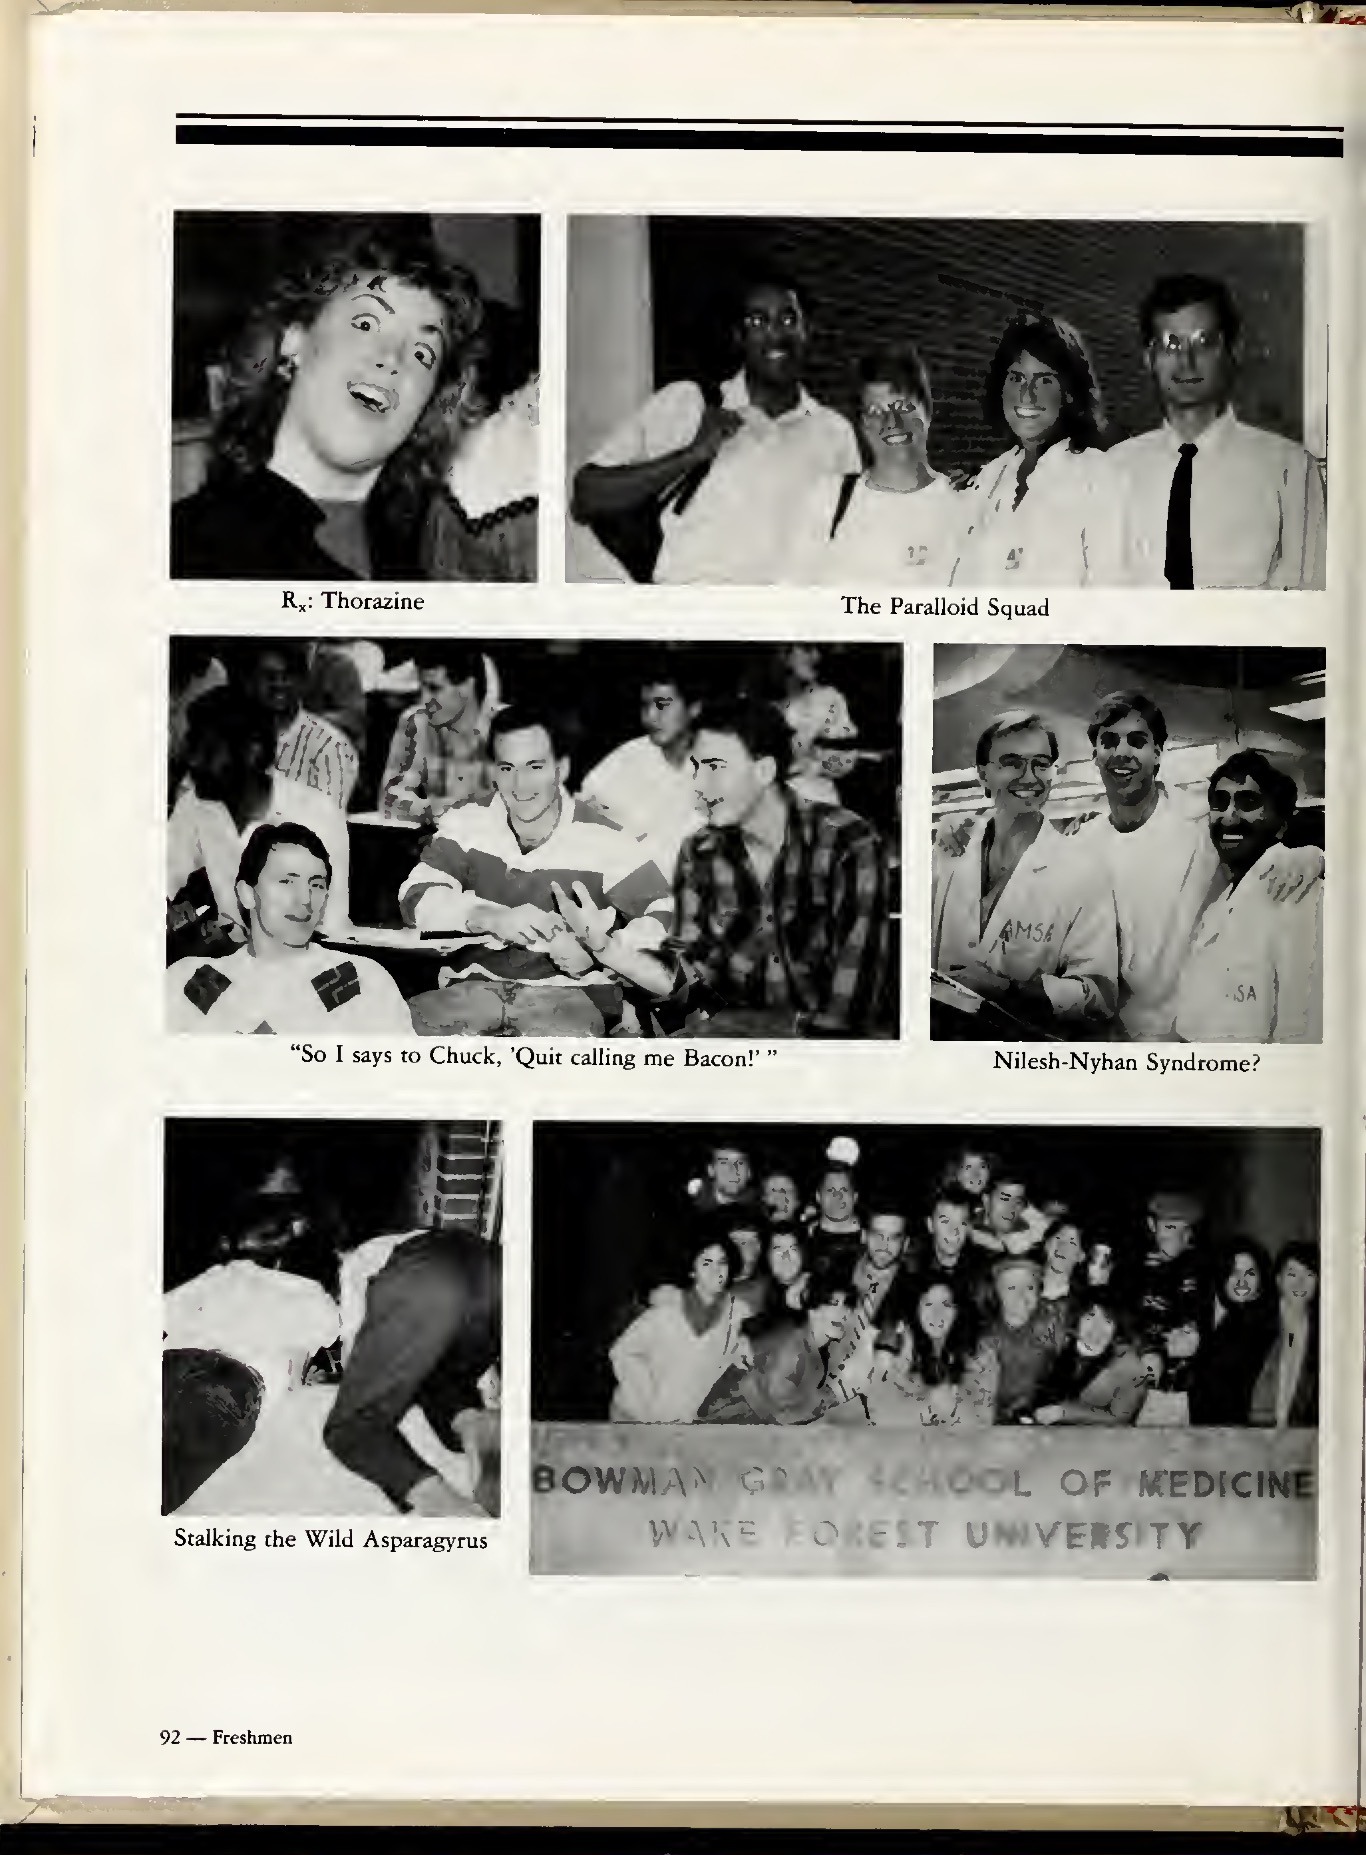 Rₓ: Thorazine
The Paralloid Squad
AMSA
SA
“So I says to Chuck, ’Quit calling me Bacon!’ ”
Nilesh-Nyhan Syndrome?
Stalking the Wild Asparagyrus
BOWMAN GRAY SCHOOL OF MEDICINE
WAKE FOREST UNIVERSITY
92 — Freshmen